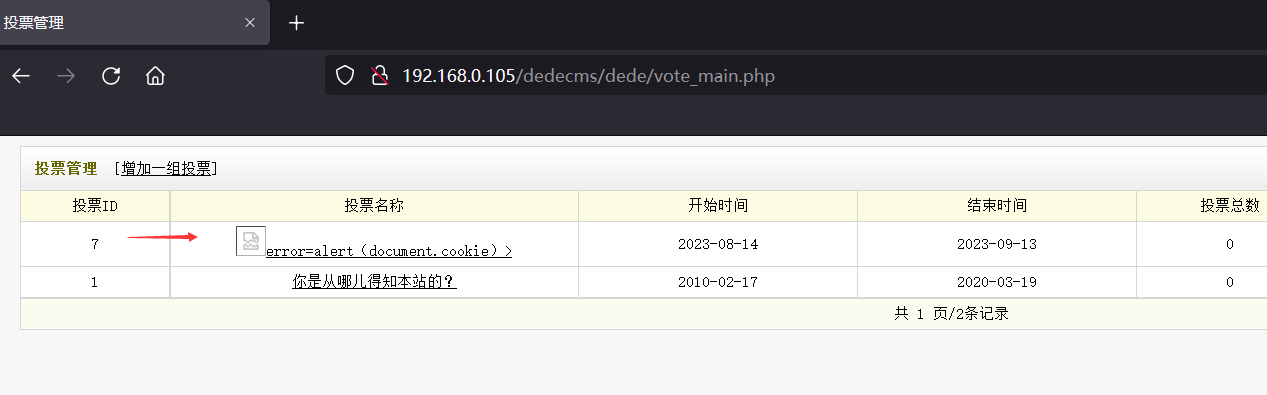 投票管理
192.168.0.105/dedecms/dede/vote_main.php
投票管理 [增加一组投票]
投票ID 投票名称 开始时间 结束时间 投票总数
7 error=alert（document.cookie）> 2023-08-14 2023-09-13 0
1 你是从哪儿得知本站的？ 2010-02-17 2020-03-19 0
共 1 页/2条记录